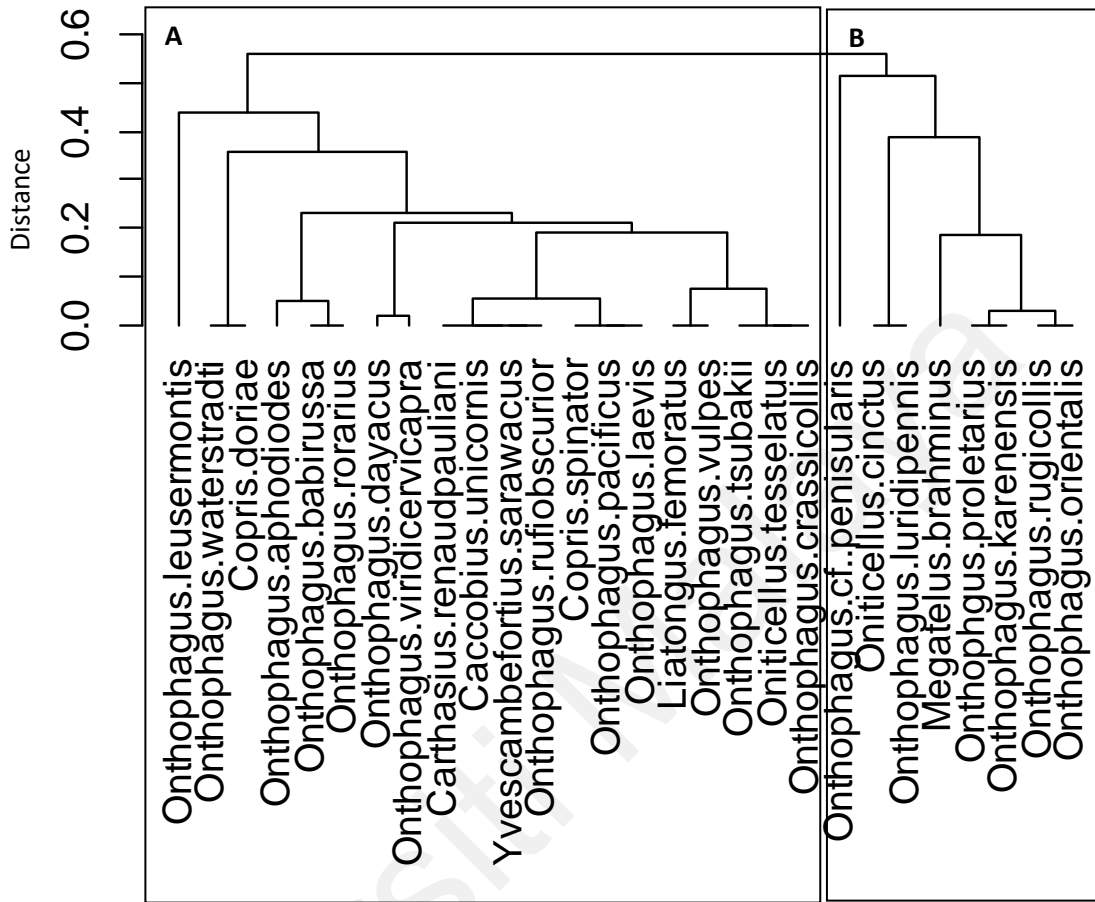 A
B
Distance
0.6
0.4
0.2
0.0
Onthophagus.leusermontis
Onthophagus.waterstradti
Copris.doriae
Onthophagus.aphodiodes
Onthophagus.babirussa
Onthophagus.rorarius
Onthophagus.dayacus
Onthophagus.viridicervicapra
Carthasius.renaudpauliani
Caccobius.unicornis
Yvescambefortius.sarawacus
Onthophagus.rufiobscurior
Copris.spinator
Onthophagus.pacificus
Onthophagus.laevis
Liatongus.femoratus
Onthophagus.vulpes
Onthophagus.tsubakii
Oniticellus.tesselatus
Onthophagus.crassicollis
Onthophagus.cf.penisularis
Oniticellus.cinctus
Onthophagus.luridipennis
Megatelus.brahminus
Onthophgus.proletarius
Onthophagus.karenensis
Onthophagus.rugicollis
Onthophagus.orientalis